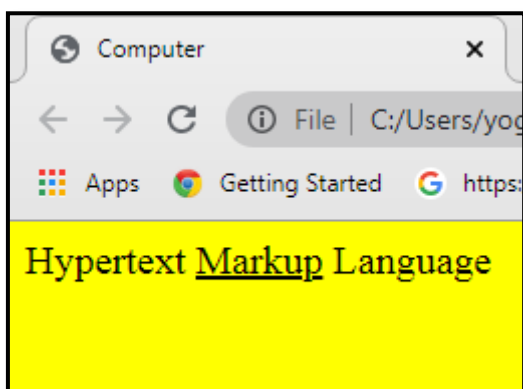 Computer
File C:/Users/yog
Apps Getting Started https:
Hypertext Markup Language